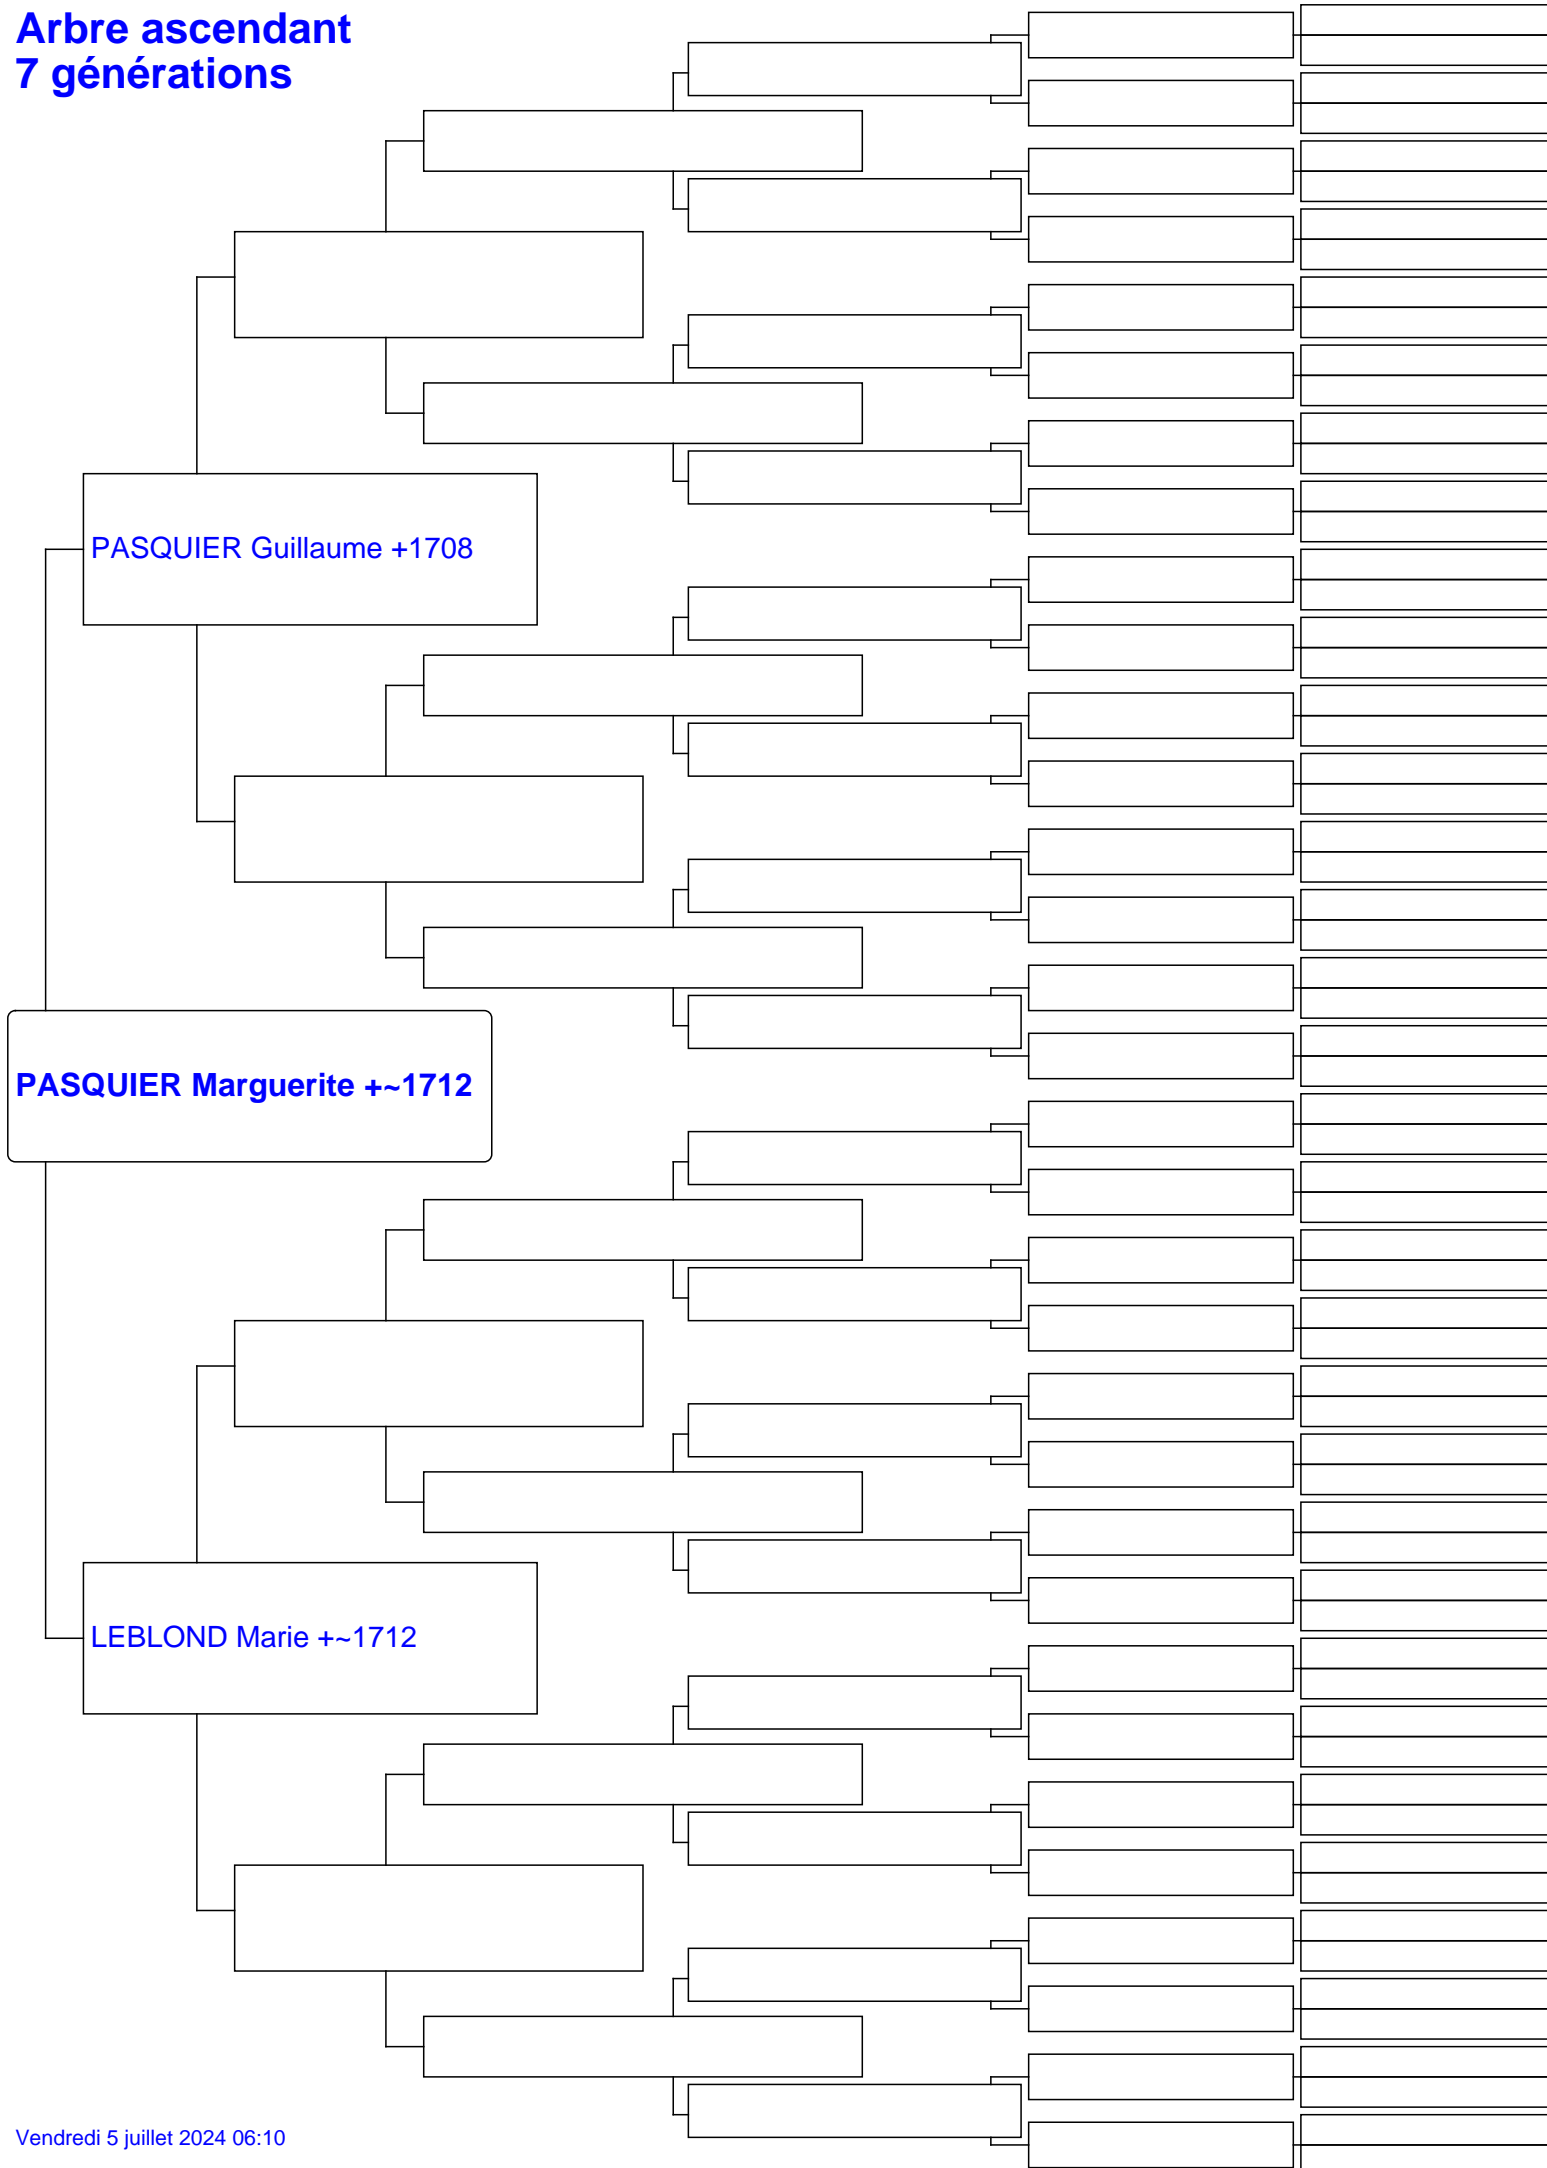 Arbre ascendant
7 générations
PASQUIER Guillaume +1708
PASQUIER Marguerite +~1712
LEBLOND Marie +~1712
Vendredi 5 juillet 2024 06:10